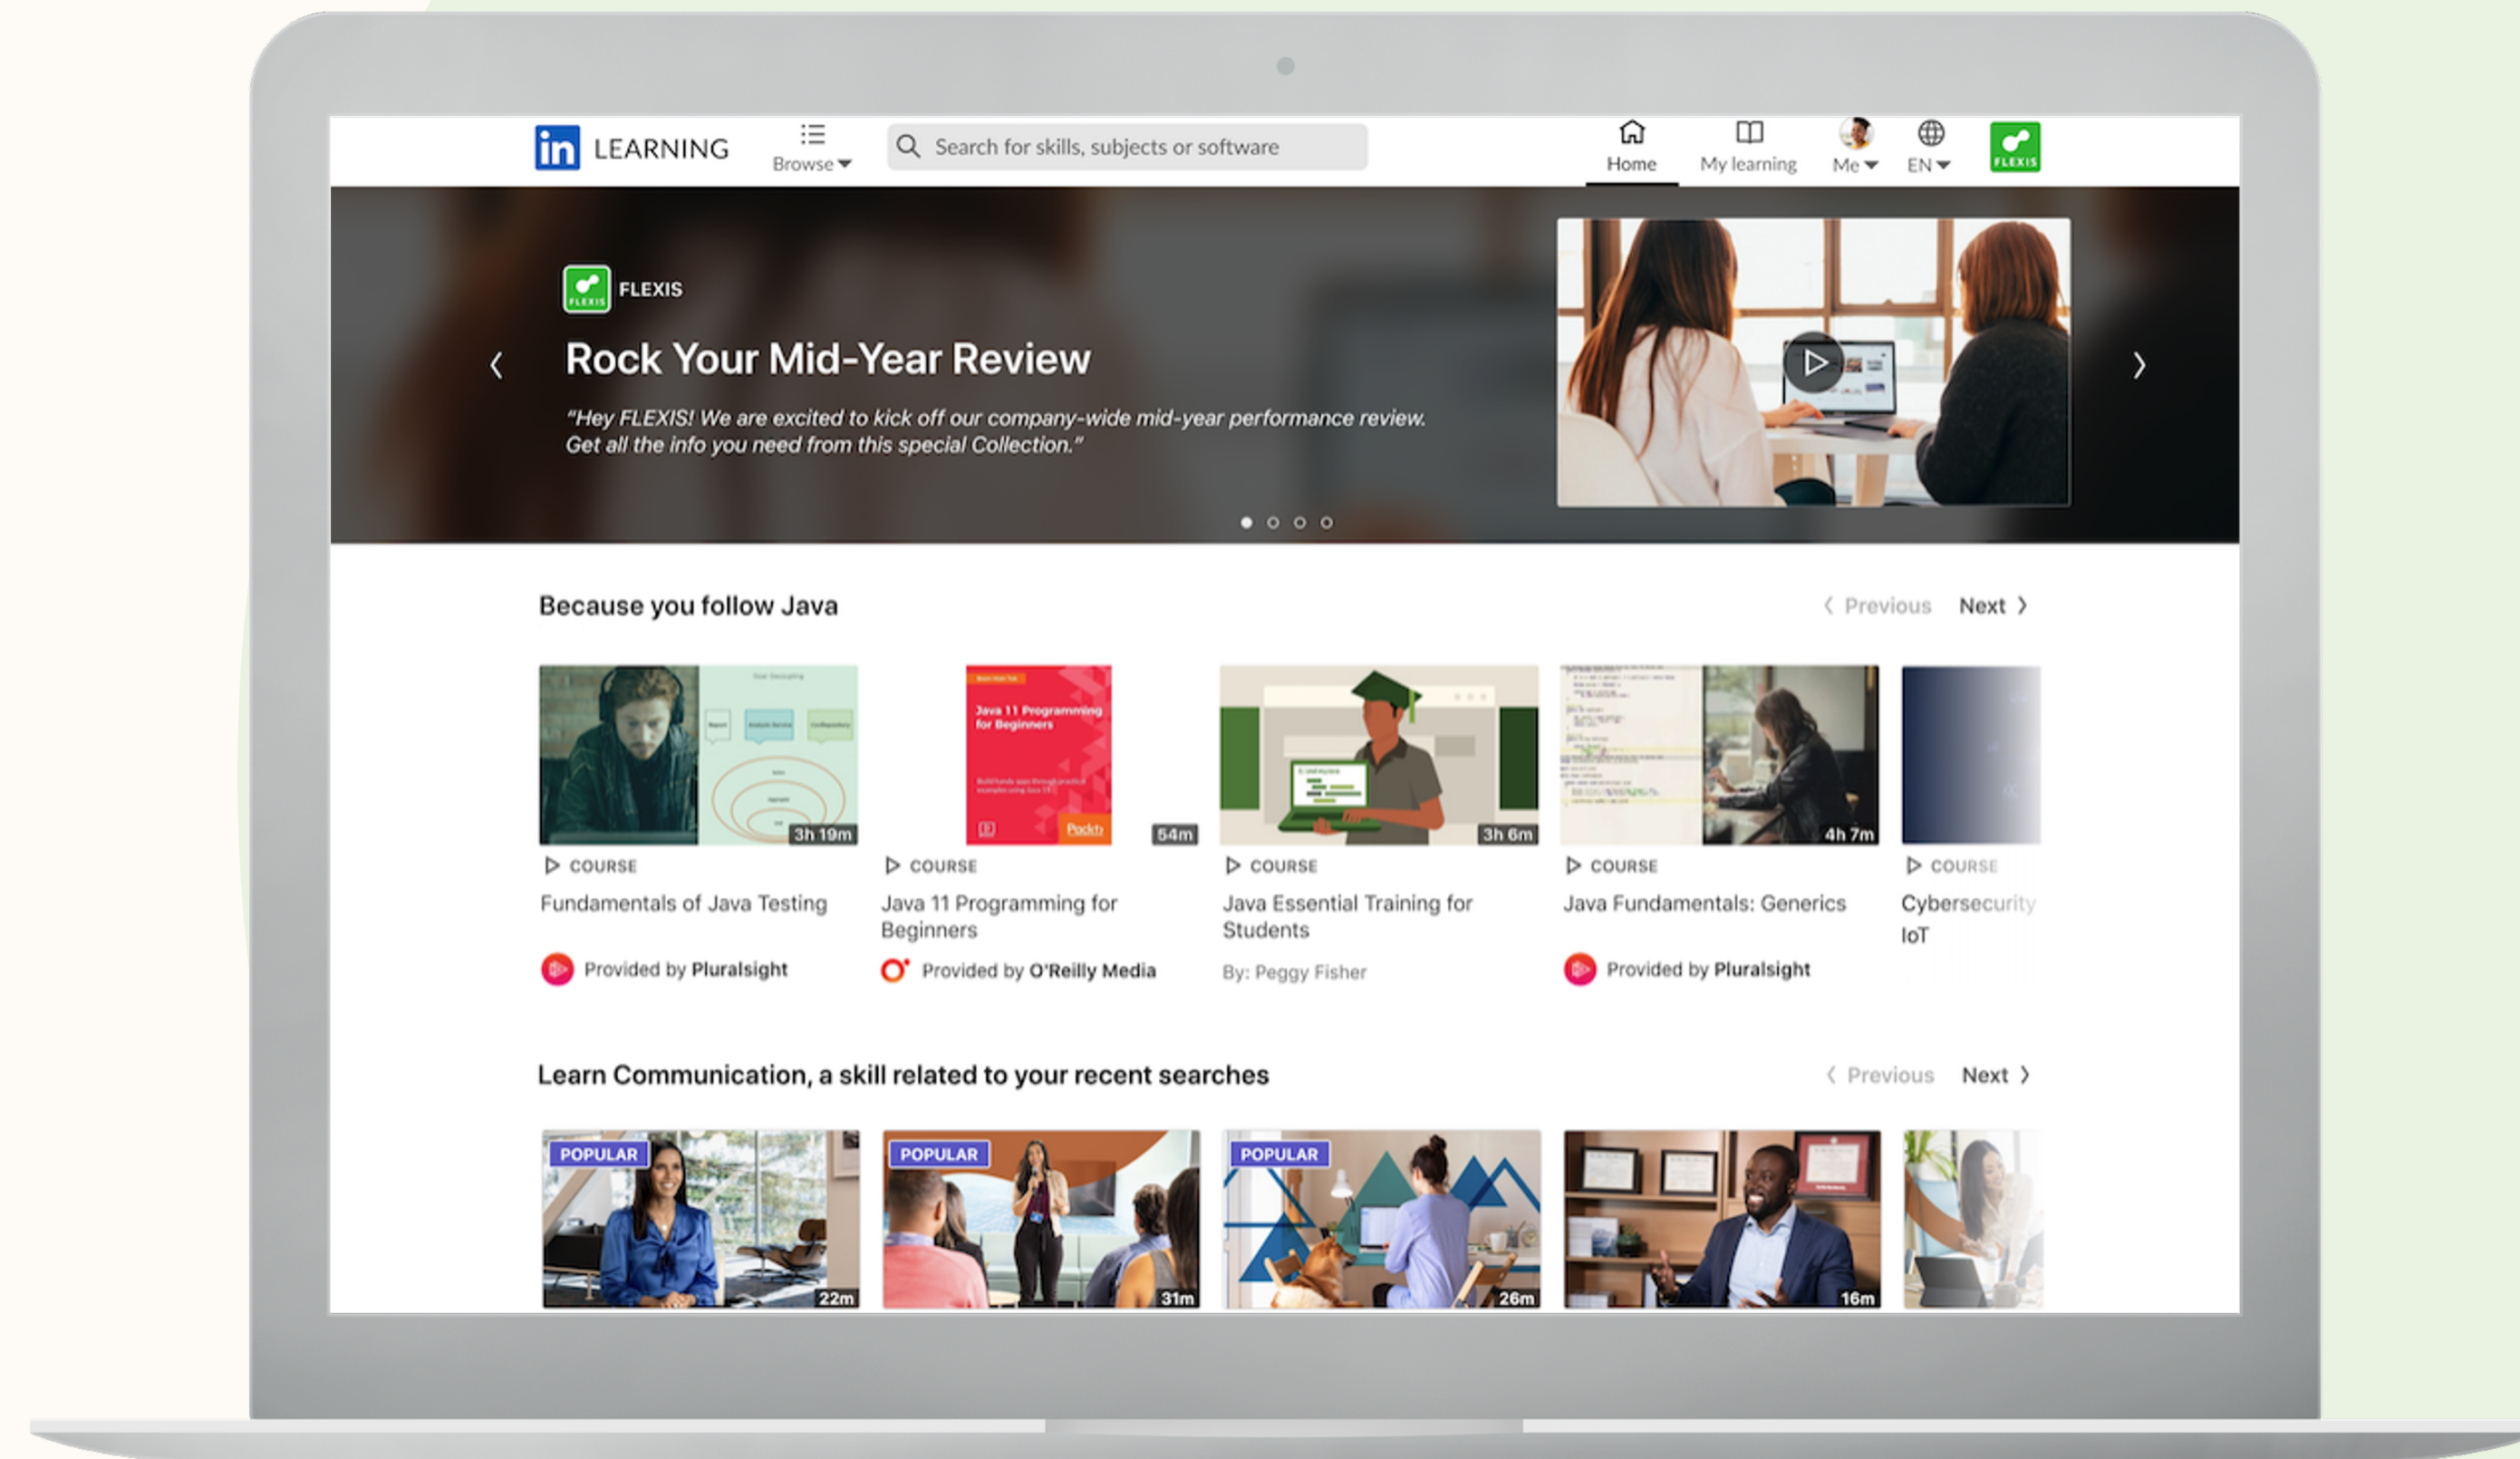 in LEARNING
Browse
Search for skills, subjects or software
Home
My learning
Me
EN
FLEXIS
FLEXIS
FLEXIS
Rock Your Mid-Year Review
“Hey FLEXIS! We are excited to kick off our company-wide mid-year performance review.
Get all the info you need from this special Collection.”
Because you follow Java
Previous
Next
3h 19m
Java 11 Programming
for Beginners
Packt>
54m
3h 6m
4h 7m
COURSE
COURSE
COURSE
COURSE
COURSE
Fundamentals of Java Testing
Java 11 Programming for
Beginners
Java Essential Training for
Students
Java Fundamentals: Generics
Cybersecurity
IoT
Provided by Pluralsight
Provided by O'Reilly Media
By: Peggy Fisher
Provided by Pluralsight
Learn Communication, a skill related to your recent searches
Previous
Next
POPULAR
22m
POPULAR
31m
POPULAR
26m
16m